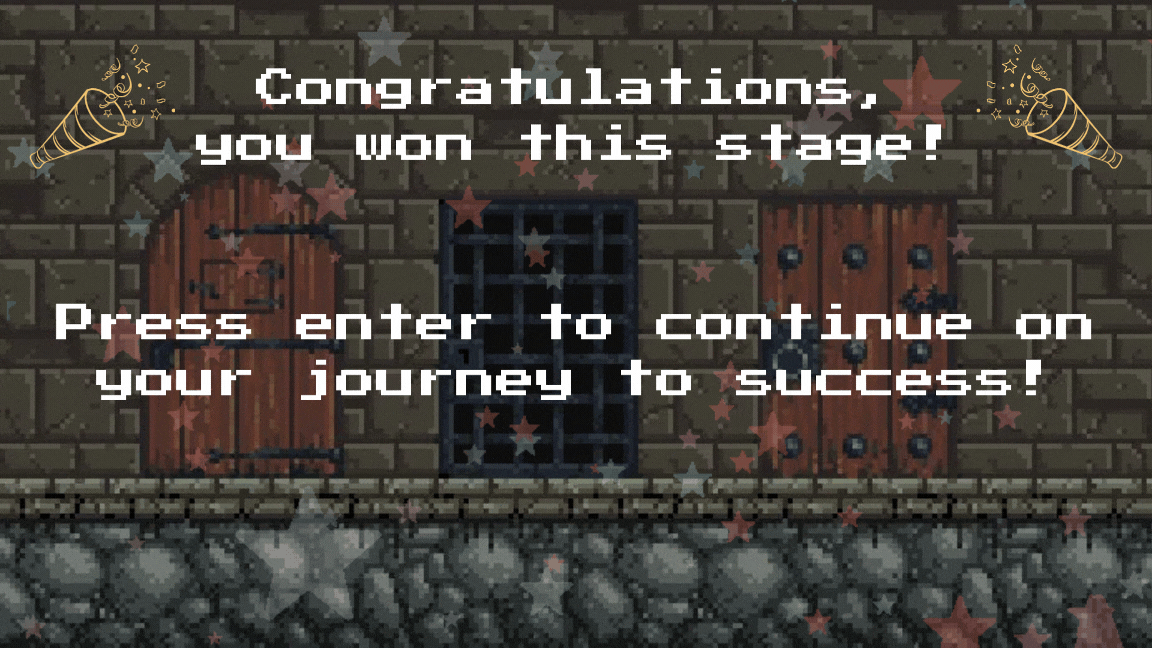 Congratulations,
you won this stage!
Press enter to continue on
your journey to success!